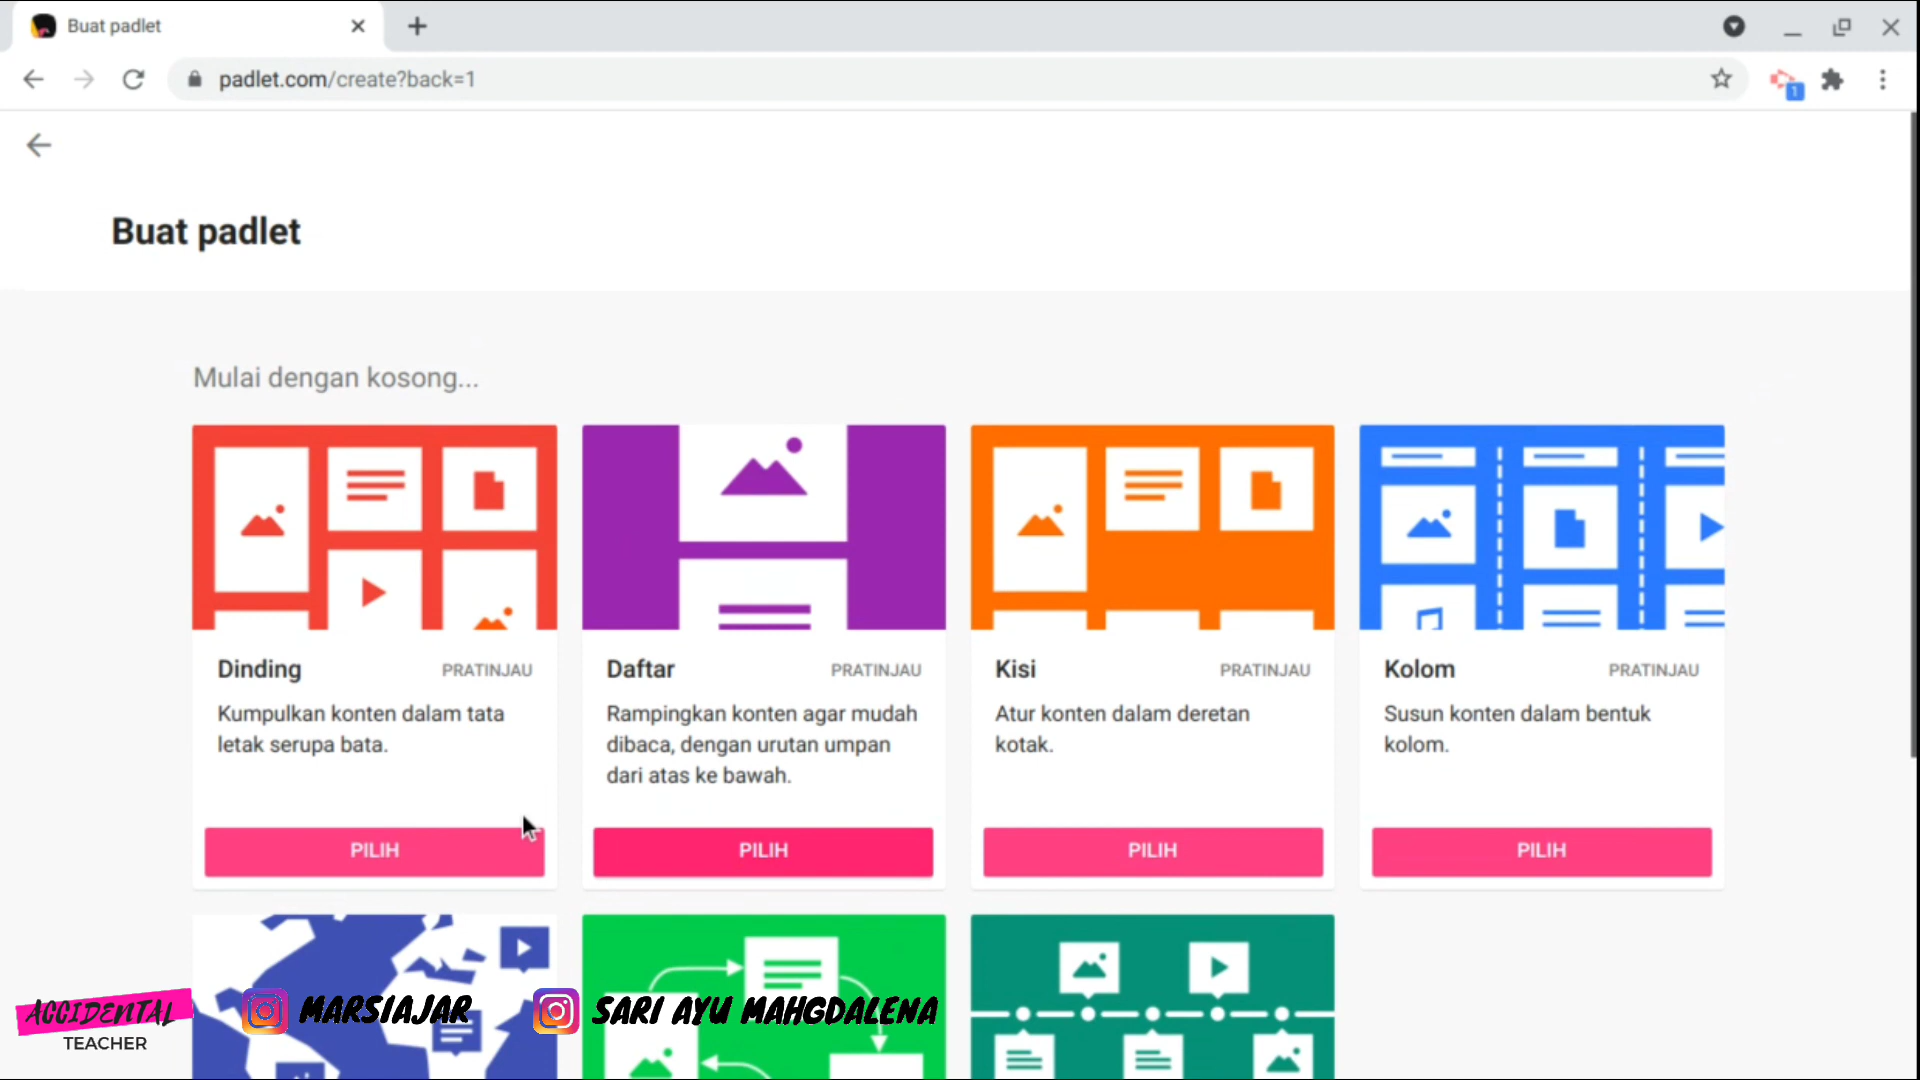 Buat padlet
padlet.com/create?back=1
1
Buat padlet
Mulai dengan kosong...
Dinding
PRATINJAU
Kumpulkan konten dalam tata
letak serupa bata.
PILIH
Daftar
PRATINJAU
Rampingkan konten agar mudah
dibaca, dengan urutan umpan
dari atas ke bawah.
PILIH
Kisi
PRATINJAU
Atur konten dalam deretan
kotak.
PILIH
Kolom
PRATINJAU
Susun konten dalam bentuk
kolom.
PILIH
ACCIDENTAL
TEACHER
MARSIAJAR
SARI AYU MAHGDALENA